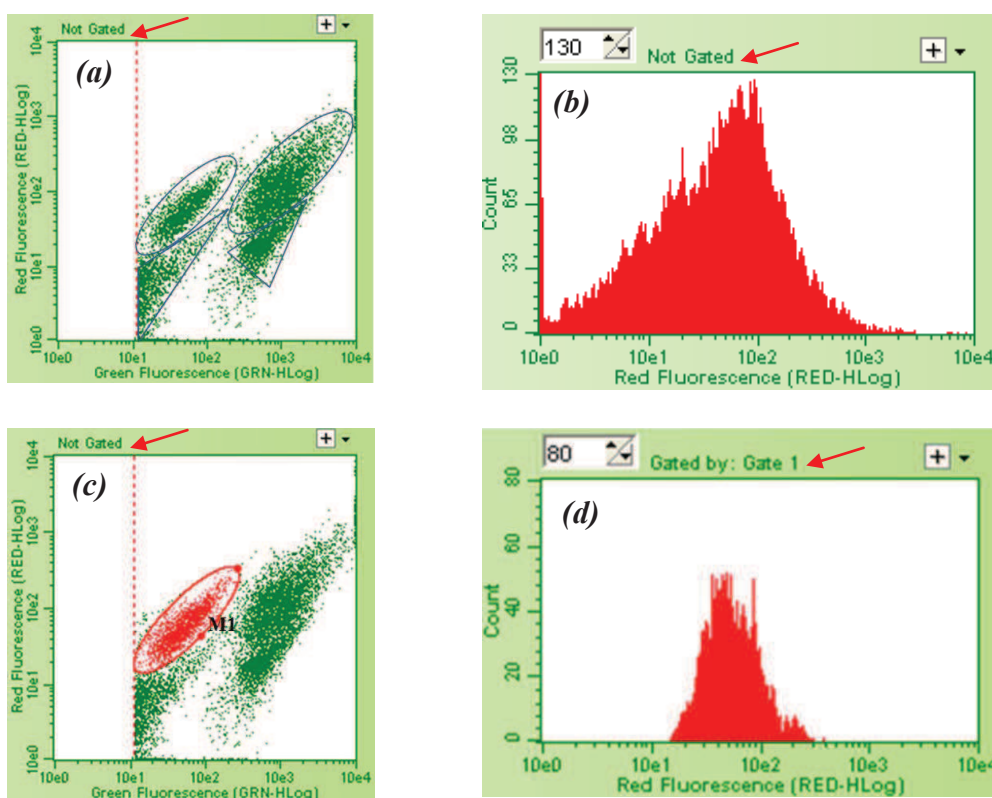 Not Gated
+
(a)
10e4
10e3
10e2
10e1
10e0
Red Fluorescence (RED-HLog)
10e0 10e1 10e2 10e3 10e4
Green Fluorescence (GRN-HLog)
130
Not Gated
+
(b)
130
98
65
33
0
Count
10e0 10e1 10e2 10e3 10e4
Red Fluorescence (RED-HLog)
Not Gated
+
(c)
10e4
10e3
10e2
10e1
10e0
Red Fluorescence (RED-HLog)
M1
10e0 10e1 10e2 10e3 10e4
Green Fluorescence (GRN-HLog)
80
Gated by: Gate 1
+
(d)
80
60
40
20
0
Count
10e0 10e1 10e2 10e3 10e4
Red Fluorescence (RED-HLog)